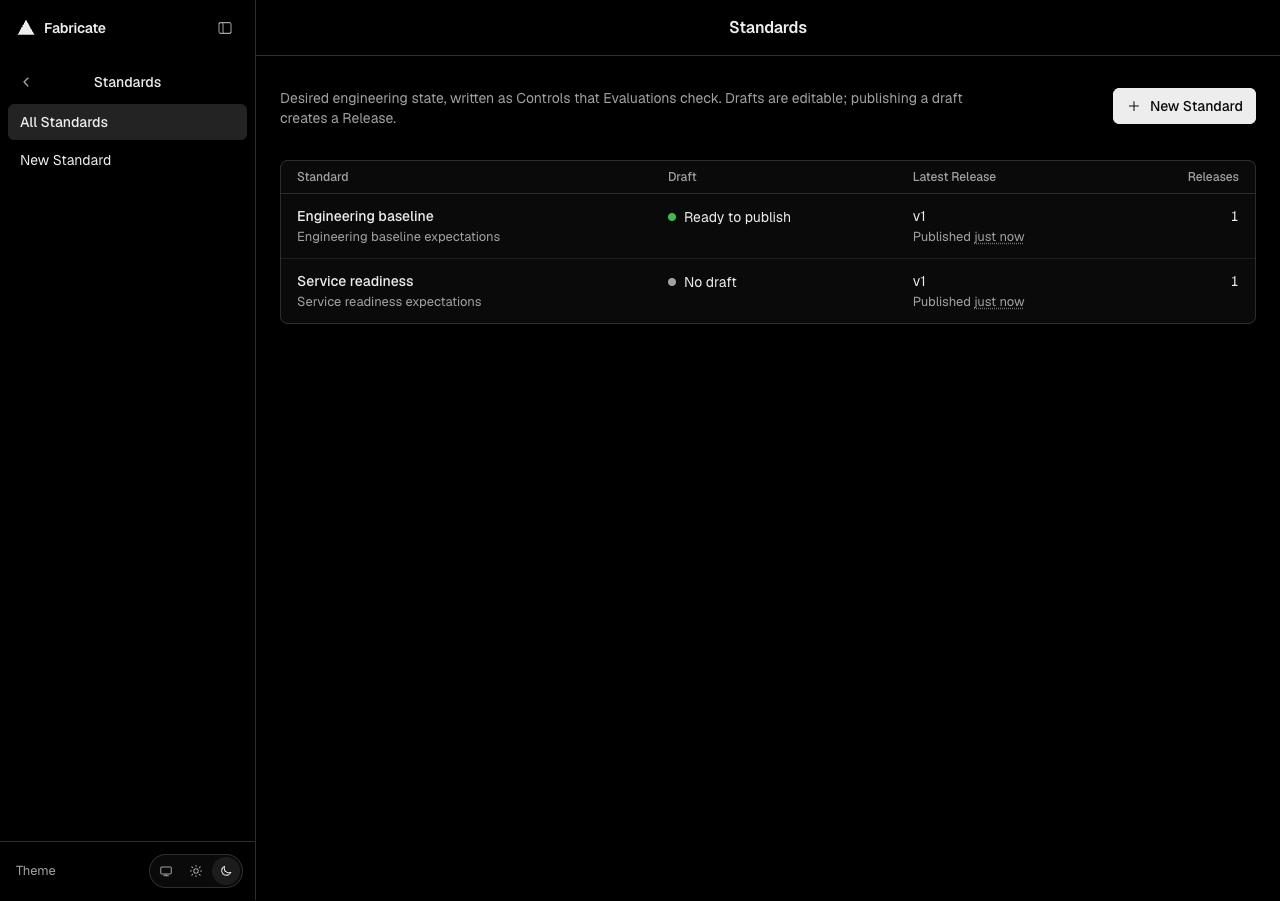 Fabricate
Standards
All Standards
New Standard
Theme
Standards
Desired engineering state, written as Controls that Evaluations check. Drafts are editable; publishing a draft
creates a Release.
New Standard
Standard Draft Latest Release Releases
Engineering baseline Ready to publish v1 1
Engineering baseline expectations Published just now
Service readiness No draft v1 1
Service readiness expectations Published just now